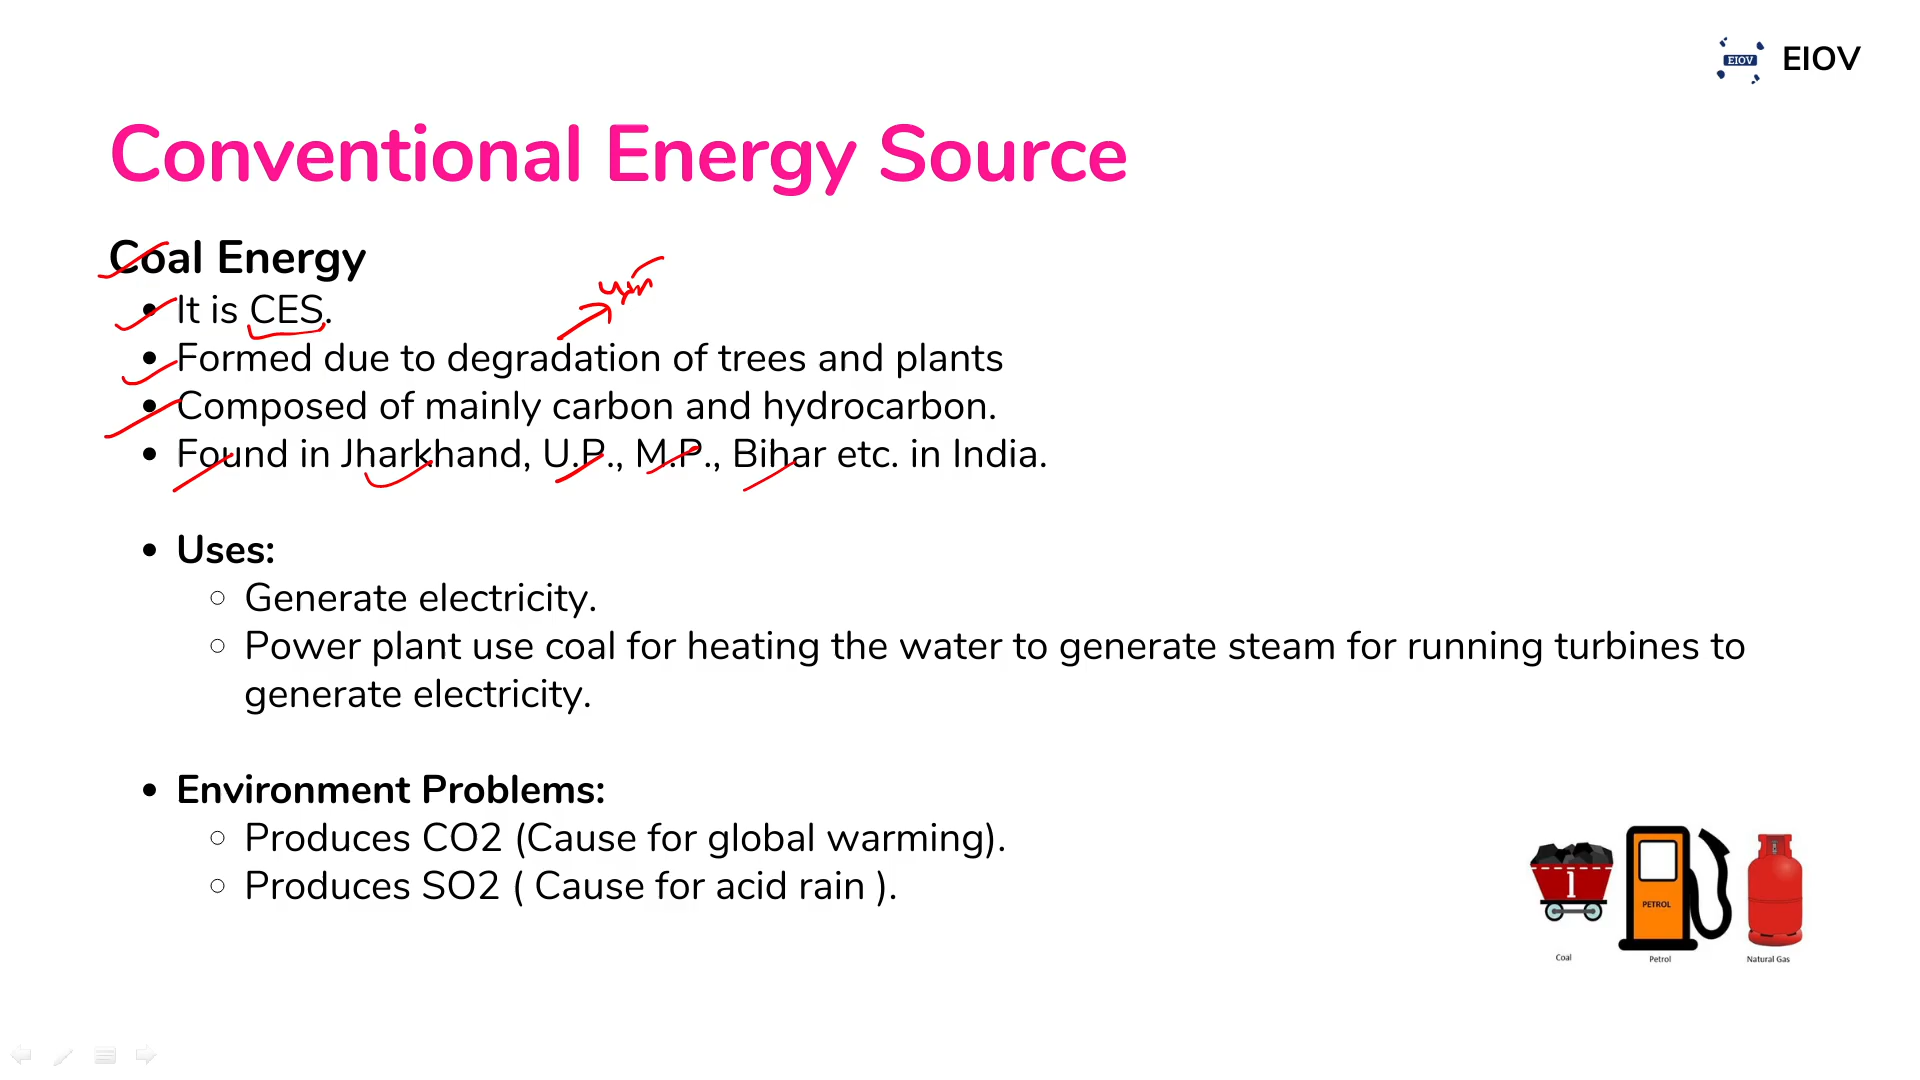 EIOV EIOV
Conventional Energy Source
Coal Energy
• It is CES.
• Formed due to degradation of trees and plants
• Composed of mainly carbon and hydrocarbon.
• Found in Jharkhand, U.P., M.P., Bihar etc. in India.
• Uses:
○ Generate electricity.
○ Power plant use coal for heating the water to generate steam for running turbines to
generate electricity.
• Environment Problems:
○ Produces CO2 (Cause for global warming).
○ Produces SO2 ( Cause for acid rain ).
1
PETROL
Coal Petrol Natural Gas